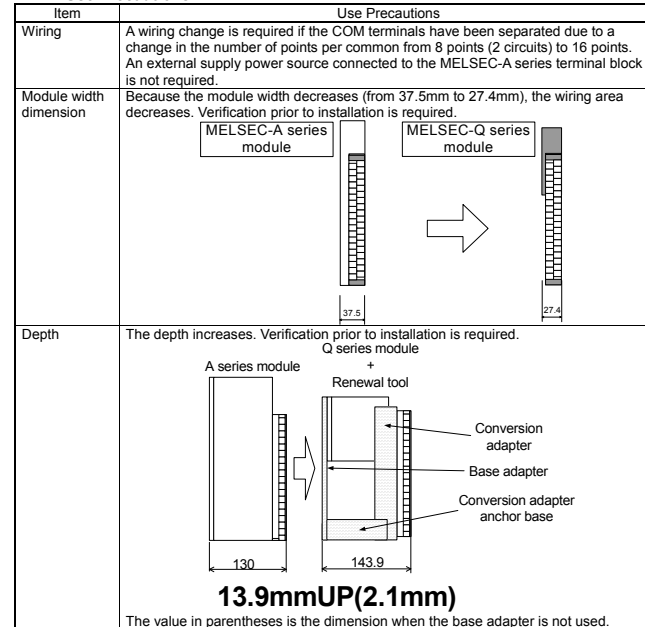 Item Use Precautions
Wiring A wiring change is required if the COM terminals have been separated due to a
change in the number of points per common from 8 points (2 circuits) to 16 points.
An external supply power source connected to the MELSEC-A series terminal block
is not required.
Module width Because the module width decreases (from 37.5mm to 27.4mm), the wiring area
dimension decreases. Verification prior to installation is required.
MELSEC-A series MELSEC-Q series
module module
37.5 27.4
Depth The depth increases. Verification prior to installation is required.
Q series module
A series module +
Renewal tool
Conversion
adapter
Base adapter
Conversion adapter
anchor base
130 143.9
13.9mmUP(2.1mm)
The value in parentheses is the dimension when the base adapter is not used.